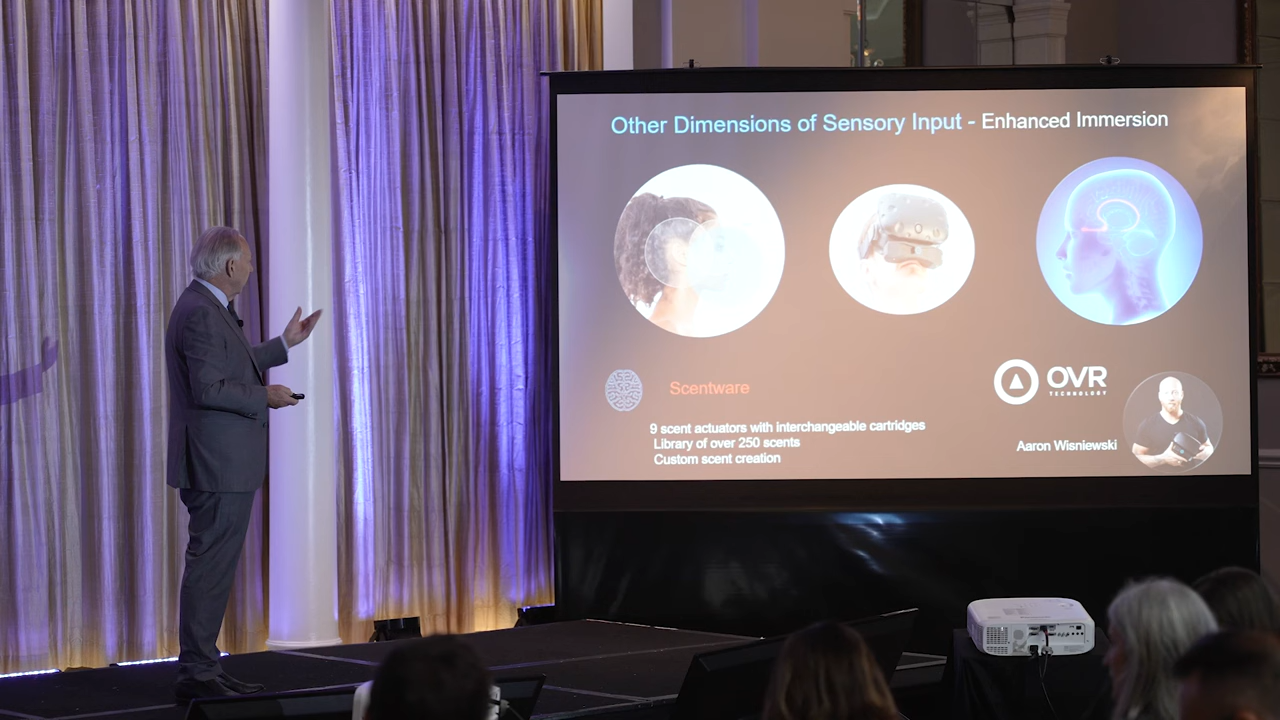 Other Dimensions of Sensory Input - Enhanced Immersion
Scentware
9 scent actuators with interchangeable cartridges
Library of over 250 scents
Custom scent creation
OVR
TECHNOLOGY
Aaron Wisniewski